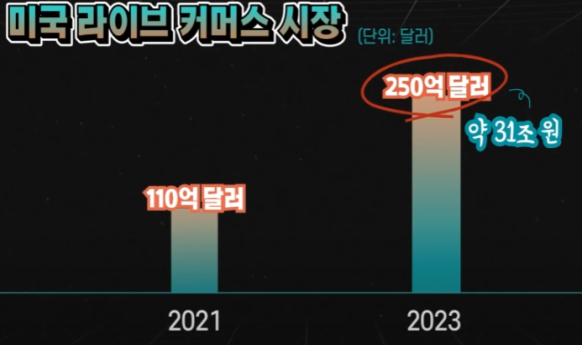 미국 라이브 커머스 시장 (단위: 달러)
250억 달러
약 31조 원
110억 달러
2021 2023